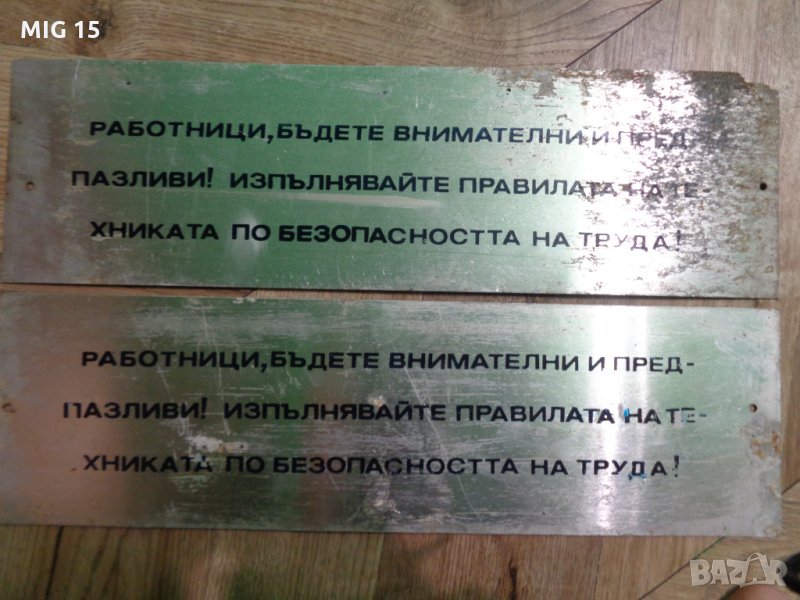 MIG 15
РАБОТНИЦИ, БЪДЕТЕ ВНИМАТЕЛНИ И ПРЕД-
ПАЗЛИВИ! ИЗПЪЛНЯВАЙТЕ ПРАВИЛАТА НА ТЕ-
ХНИКАТА ПО БЕЗОПАСНОСТТА НА ТРУДА!
РАБОТНИЦИ, БЪДЕТЕ ВНИМАТЕЛНИ И ПРЕД-
ПАЗЛИВИ! ИЗПЪЛНЯВАЙТЕ ПРАВИЛАТА НА ТЕ-
ХНИКАТА ПО БЕЗОПАСНОСТТА НА ТРУДА!
BAZAR